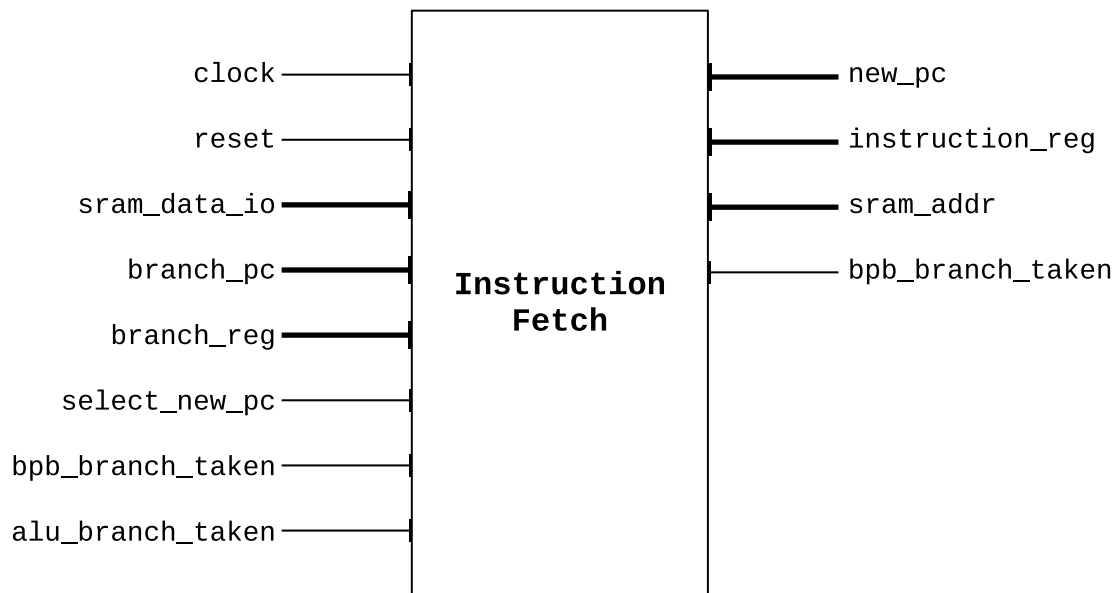 clock
reset
sram_data_io
branch_pc
branch_reg
select_new_pc
bpb_branch_taken
alu_branch_taken
Instruction
Fetch
new_pc
instruction_reg
sram_addr
bpb_branch_taken